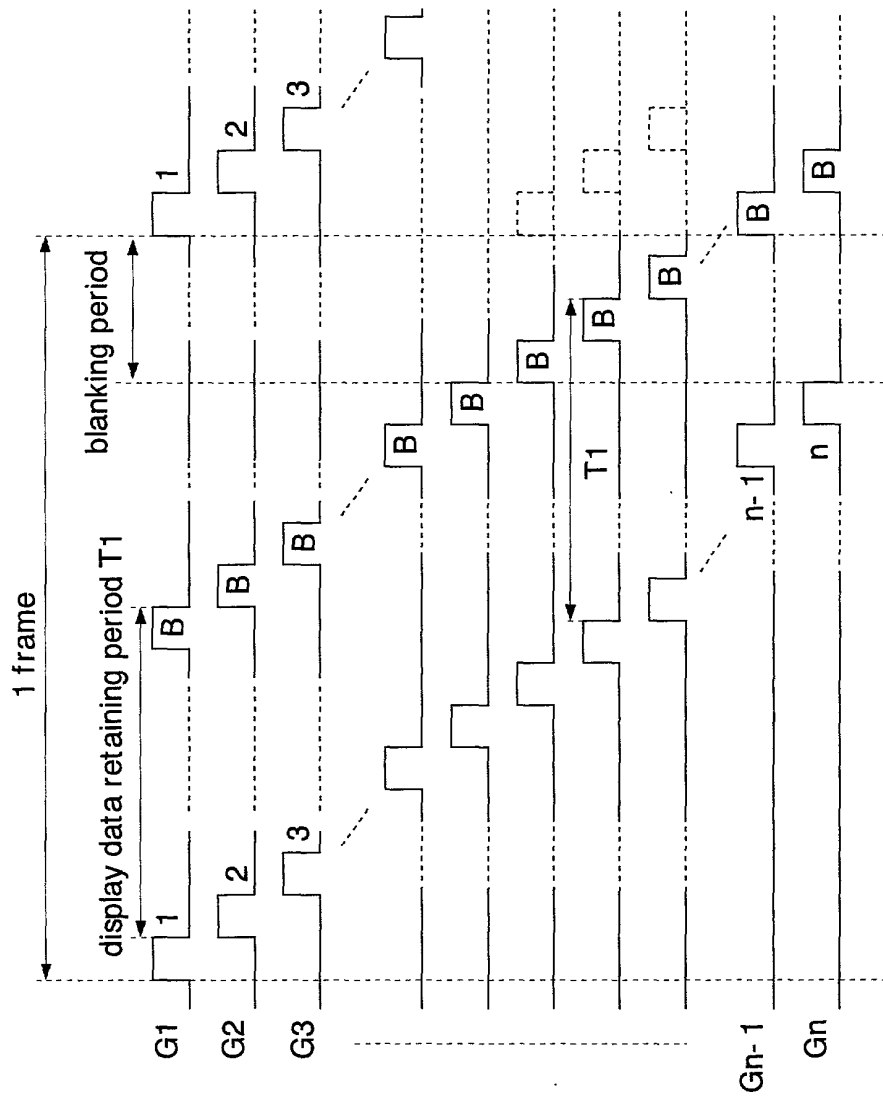 1 frame
display data retaining period T1
blanking period
G1
1
B
1
G2
2
B
2
G3
3
B
3
B
B
B
T1
B
B
Gn-1
n-1
B
Gn
n
B